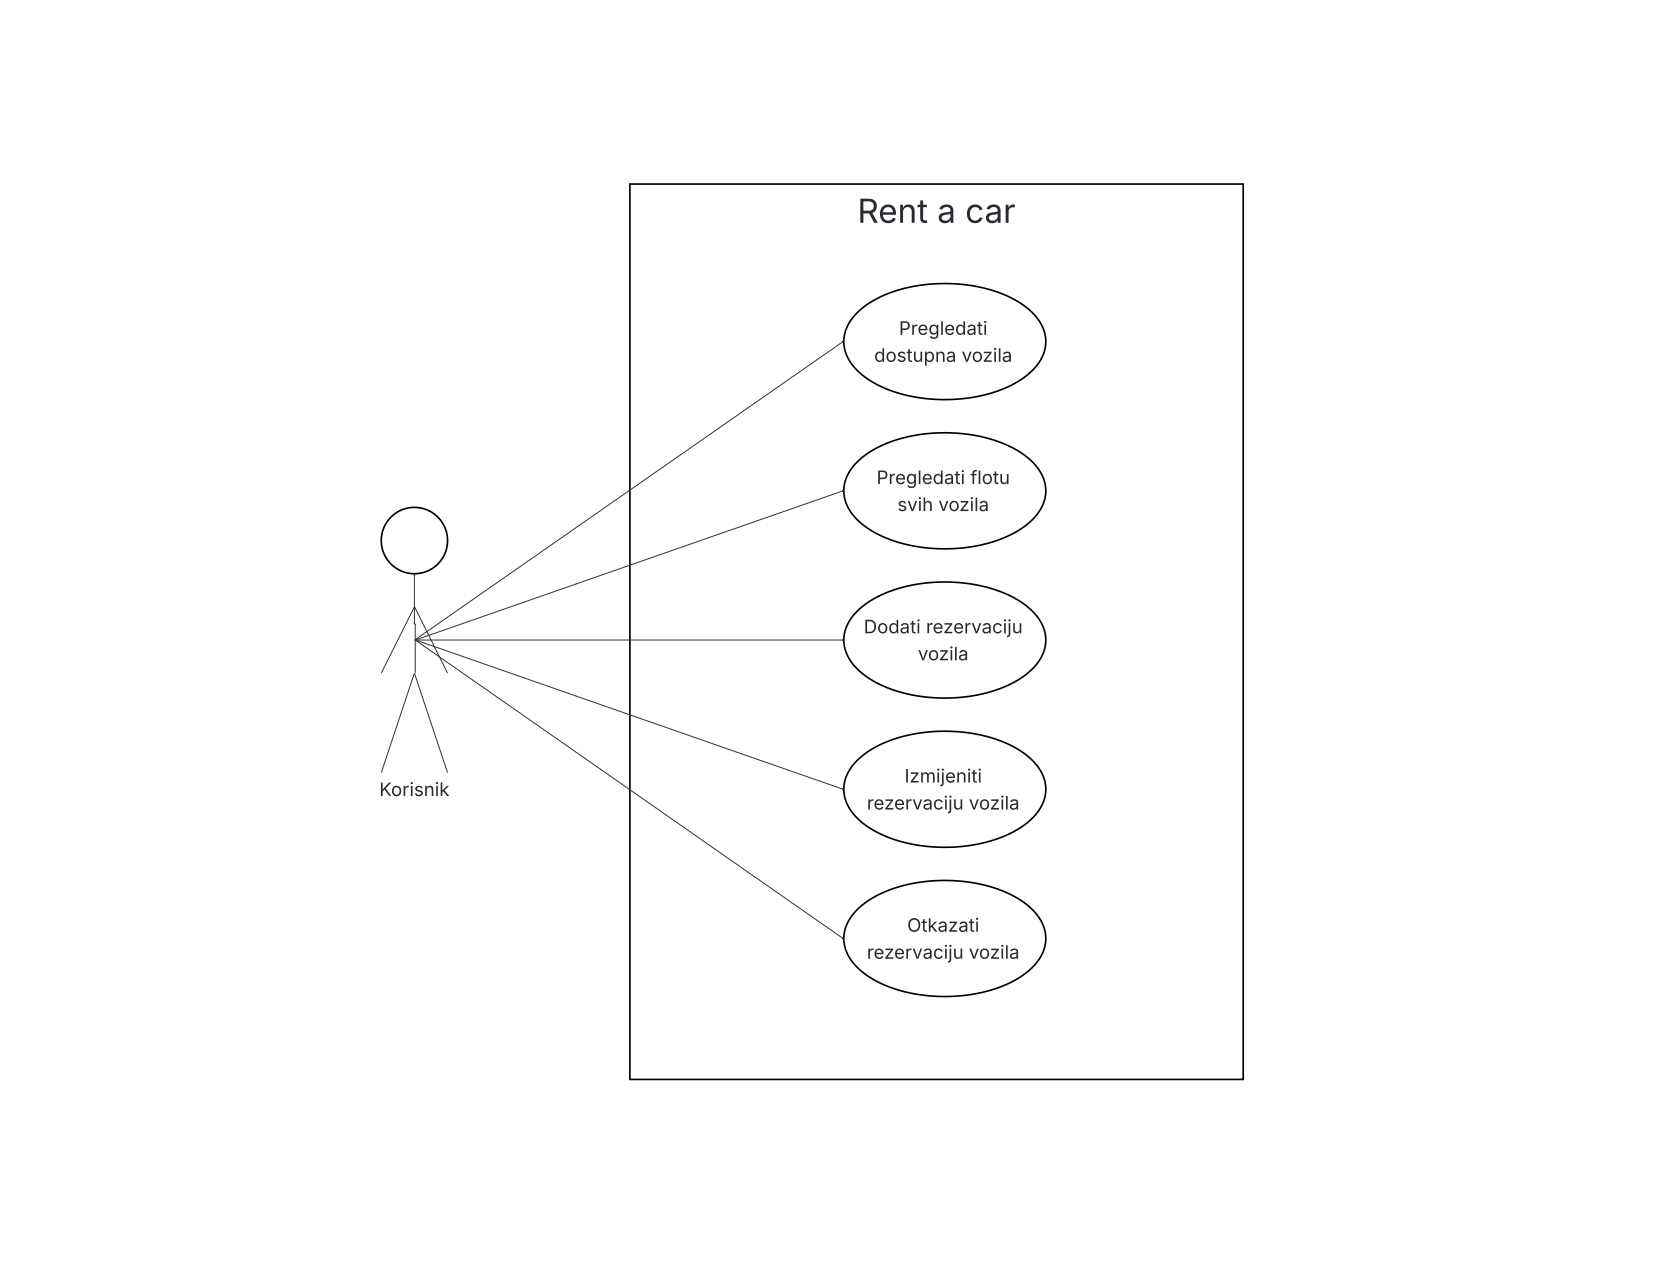 Rent a car
Pregledati
dostupna vozila
Pregledati flotu
svih vozila
Dodati rezervaciju
vozila
Izmijeniti
rezervaciju vozila
Otkazati
rezervaciju vozila
Korisnik